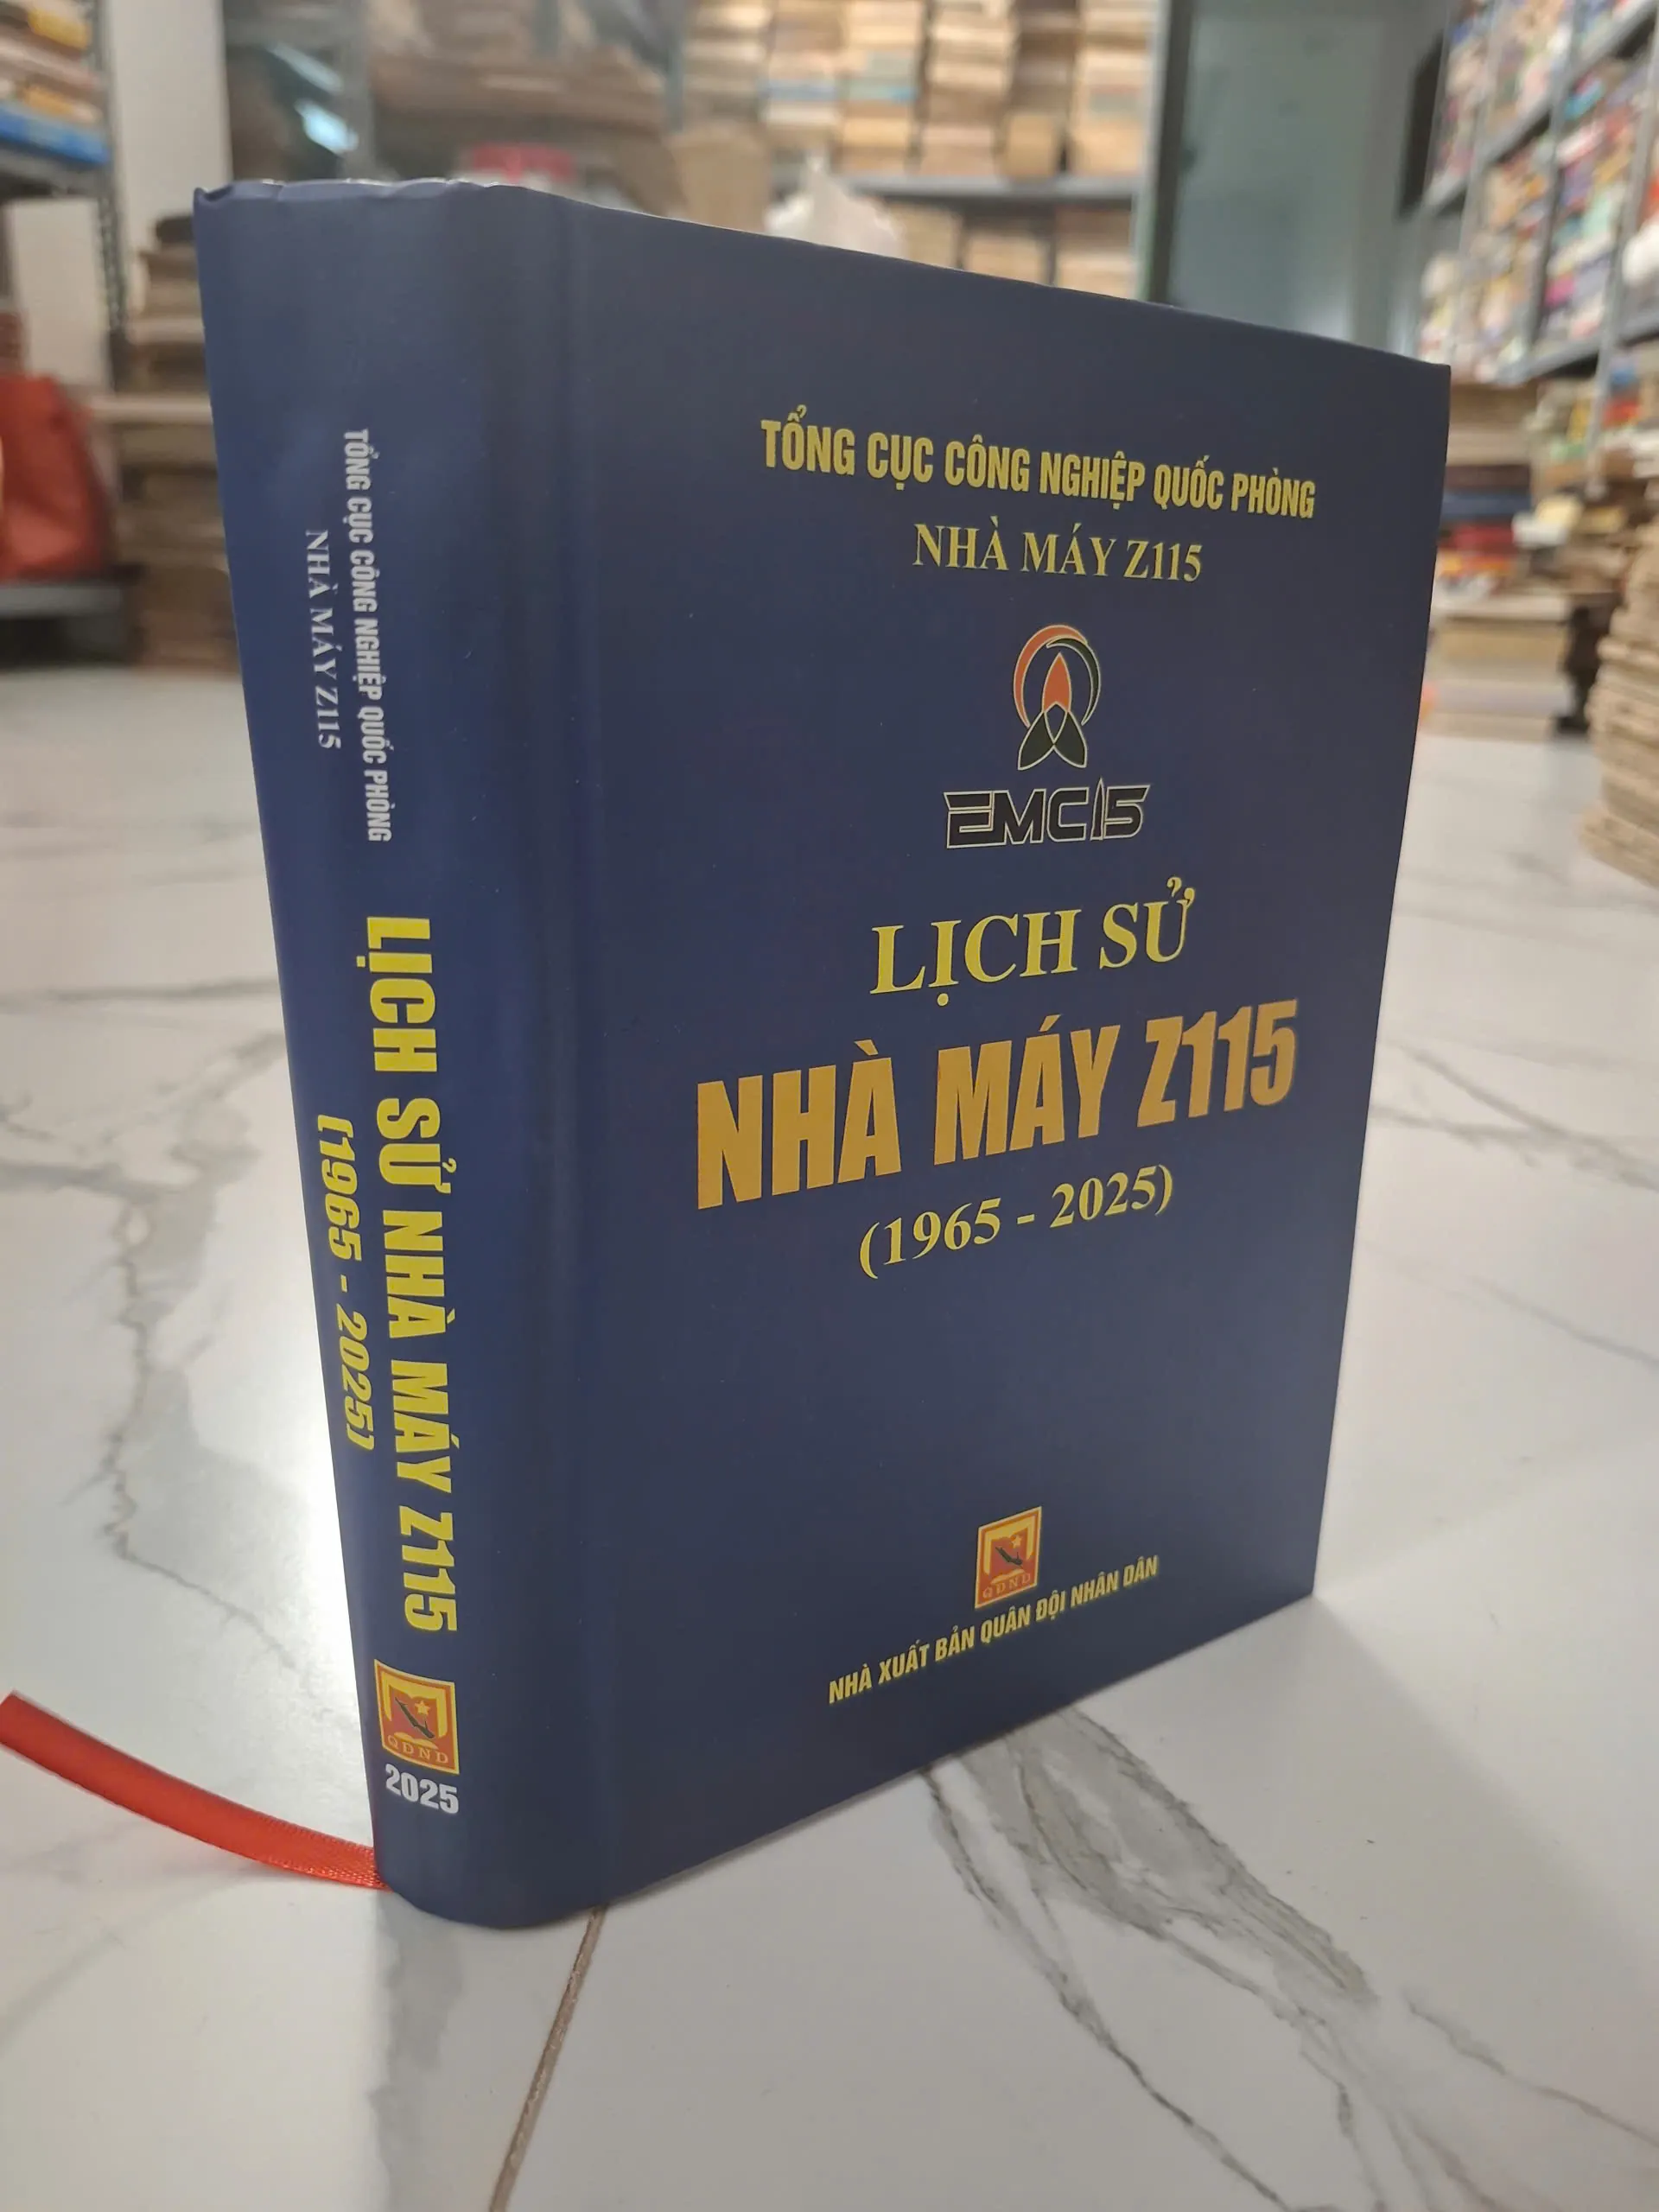 TỔNG CỤC CÔNG NGHIỆP QUỐC PHÒNG
NHÀ MÁY Z115
LỊCH SỬ NHÀ MÁY Z115
(1965 - 2025)
QĐND
2025
TỔNG CỤC CÔNG NGHIỆP QUỐC PHÒNG
NHÀ MÁY Z115
EMC15
LỊCH SỬ
NHÀ MÁY Z115
(1965 - 2025)
QĐND
NHÀ XUẤT BẢN QUÂN ĐỘI NHÂN DÂN